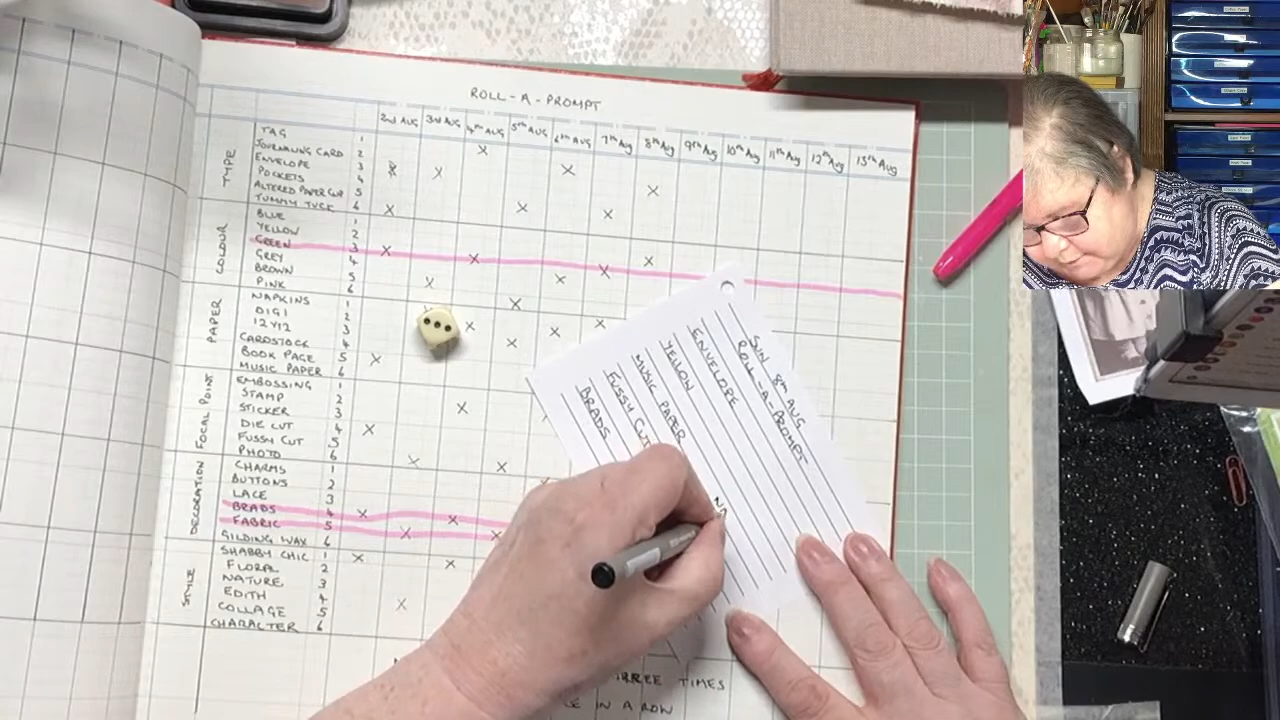 ROLL-A-PROMPT
2nd AUG 3rd AUG 4th AUG 5th AUG 6th AUG 7th Aug 8th Aug 9th Aug 10th Aug 11th Aug 12th Aug 13th Aug
TYPE
TAG 1
JOURNALING CARD 2
ENVELOPE 3
POCKETS 4
ALTERED PAPER CLIP 5
TUMMY TUCK 6
COLOUR
BLUE 1
YELLOW 2
GREEN 3
GREY 4
BROWN 5
PINK 6
PAPER
NAPKINS 1
DIGI 2
12x12 3
CARDSTOCK 4
BOOK PAGE 5
MUSIC PAPER 6
FOCAL POINT
EMBOSSING 1
STAMP 2
STICKER 3
DIE CUT 4
FUSSY CUT 5
PHOTO 6
DECORATION
CHARMS 1
BUTTONS 2
LACE 3
BRADS 4
FABRIC 5
GILDING WAX 6
STYLE
SHABBY CHIC 1
FLORAL 2
NATURE 3
EDITH 4
COLLAGE 5
CHARACTER 6
THREE TIMES
IN A ROW
SUN 8th AUG
ROLL-A-PROMPT
ENVELOPE
YELLOW
MUSIC PAPER
FUSSY CUT
BRADS